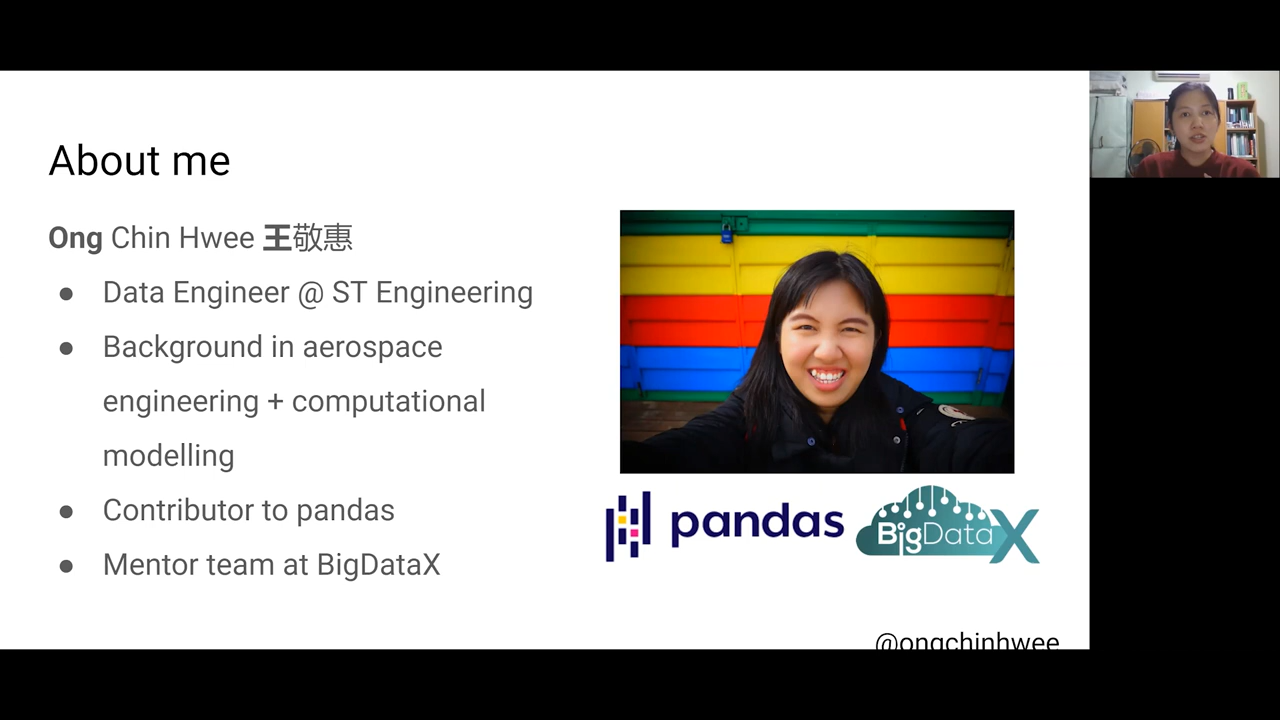 About me
Ong Chin Hwee 王敬惠
● Data Engineer @ ST Engineering
● Background in aerospace
engineering + computational
modelling
● Contributor to pandas
● Mentor team at BigDataX
pandas
BigDataX
@ongchinhwee